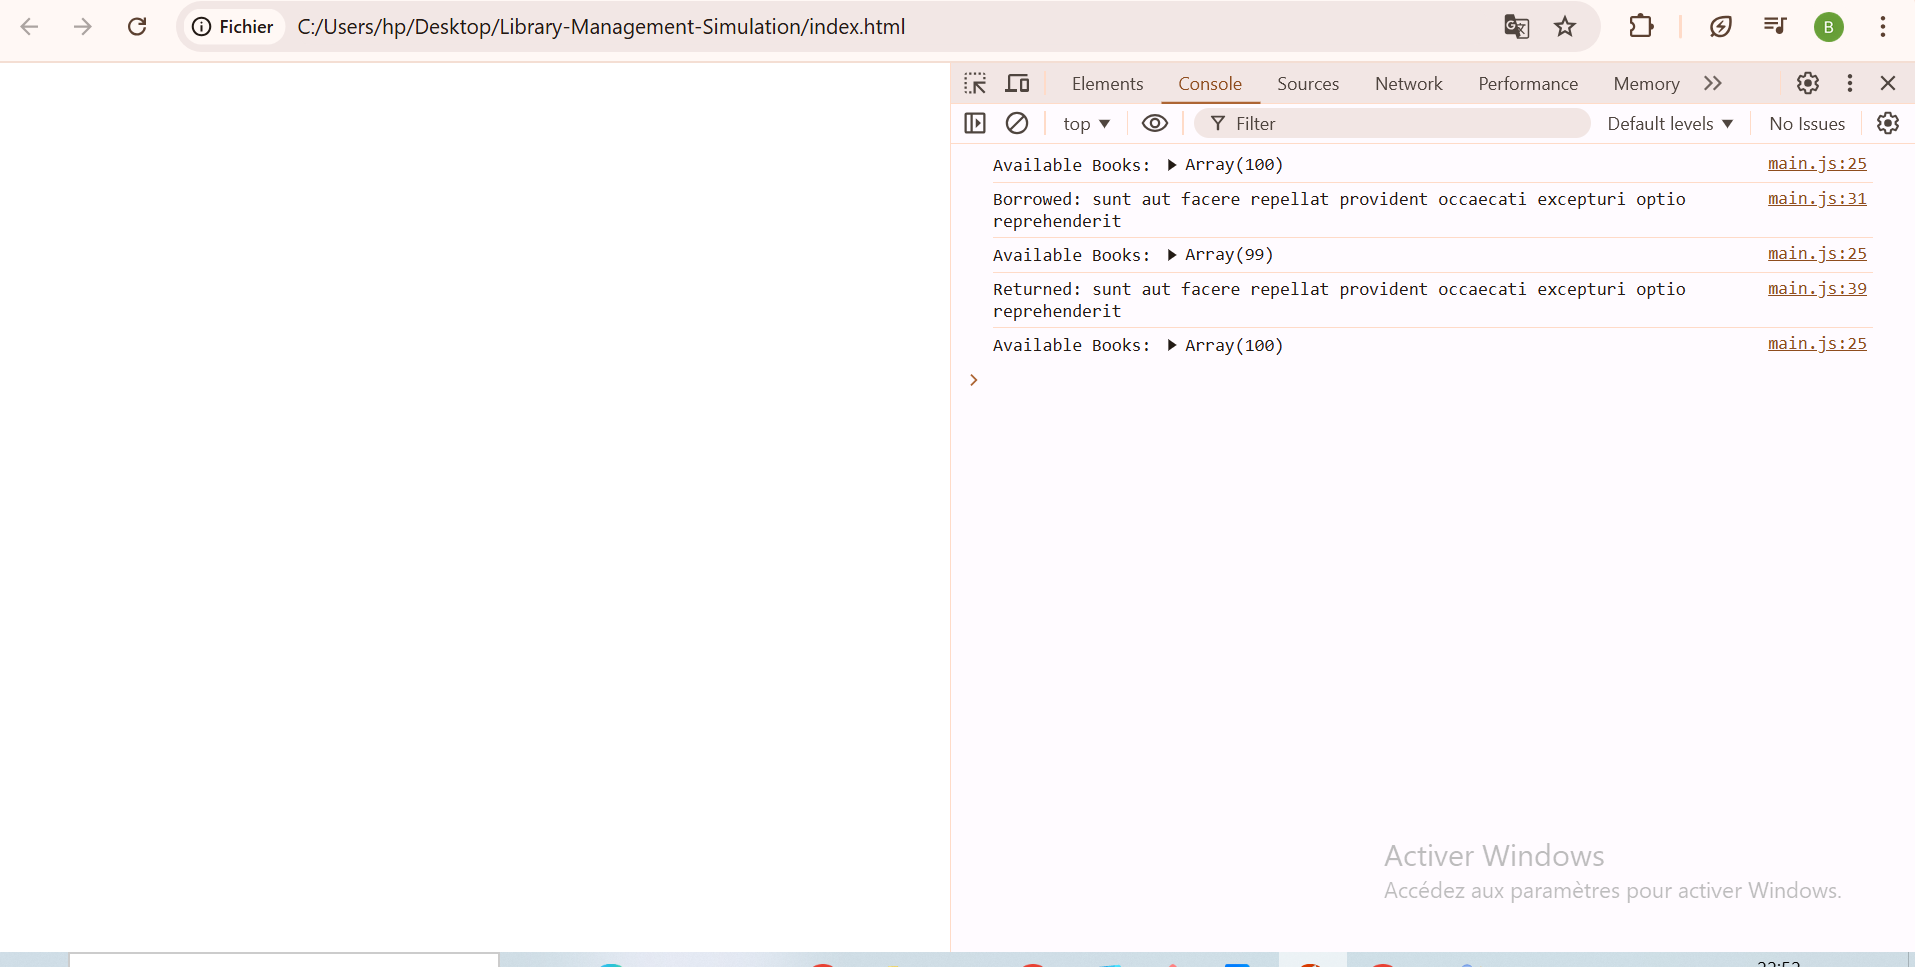 Fichier C:/Users/hp/Desktop/Library-Management-Simulation/index.html B
Elements Console Sources Network Performance Memory
top Filter Default levels No Issues
Available Books: Array(100) main.js:25
Borrowed: sunt aut facere repellat provident occaecati excepturi optio main.js:31
reprehenderit
Available Books: Array(99) main.js:25
Returned: sunt aut facere repellat provident occaecati excepturi optio main.js:39
reprehenderit
Available Books: Array(100) main.js:25
Activer Windows
Accédez aux paramètres pour activer Windows.